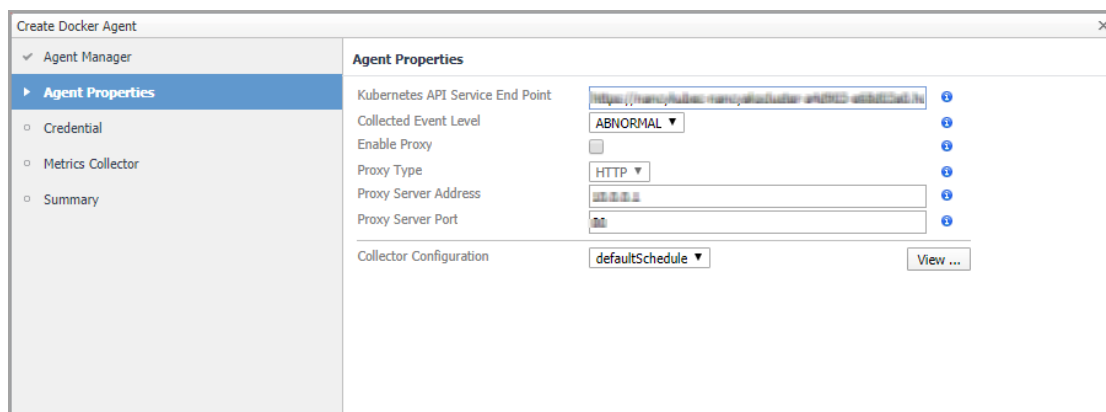 Create Docker Agent
Agent Manager
Agent Properties
Credential
Metrics Collector
Summary
Agent Properties
Kubernetes API Service End Point
Collected Event Level ABNORMAL
Enable Proxy
Proxy Type HTTP
Proxy Server Address
Proxy Server Port
Collector Configuration defaultSchedule View ...